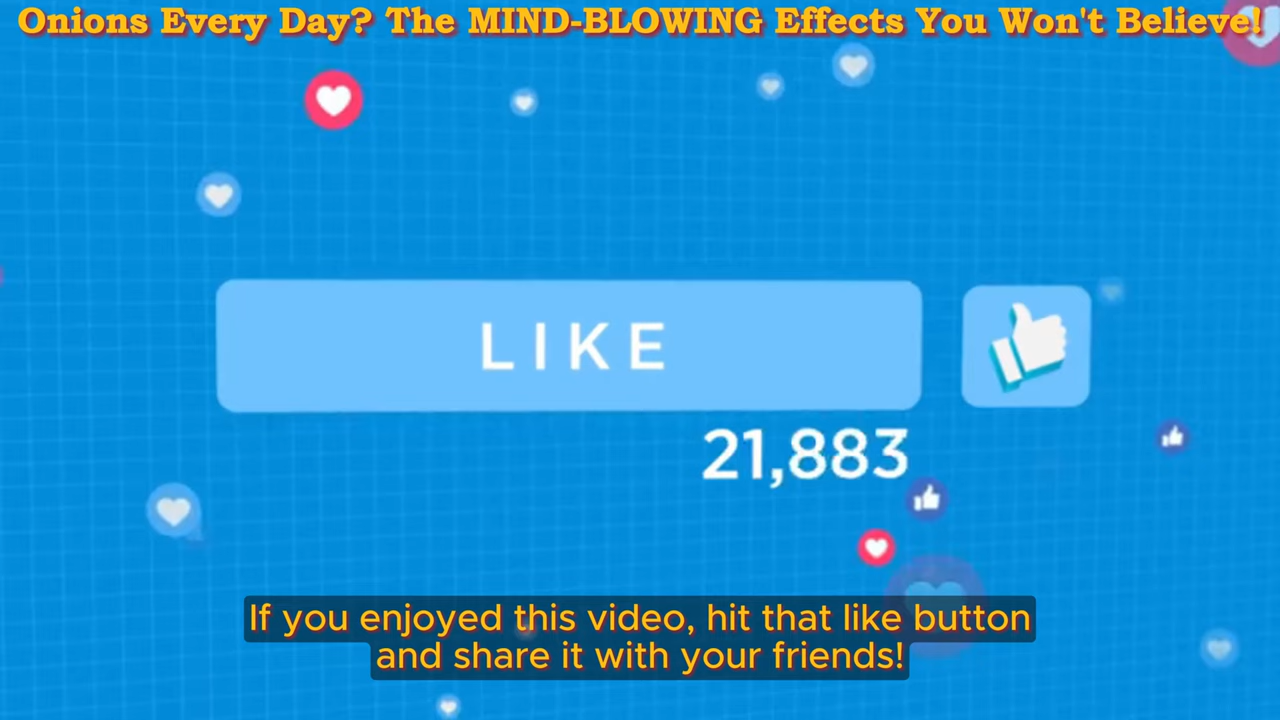 Onions Every Day? The MIND-BLOWING Effects You Won't Believe!
LIKE
21,883
If you enjoyed this video, hit that like button
and share it with your friends!